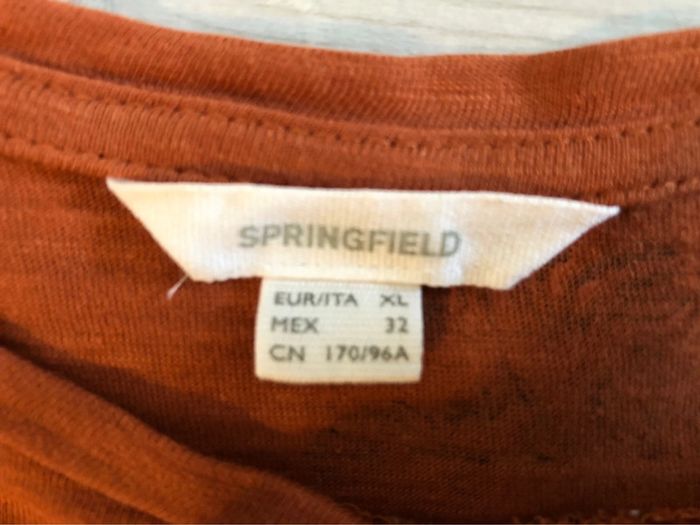 SPRINGFIELD
EUR/ITA XL
MEX 32
CN 170/96A